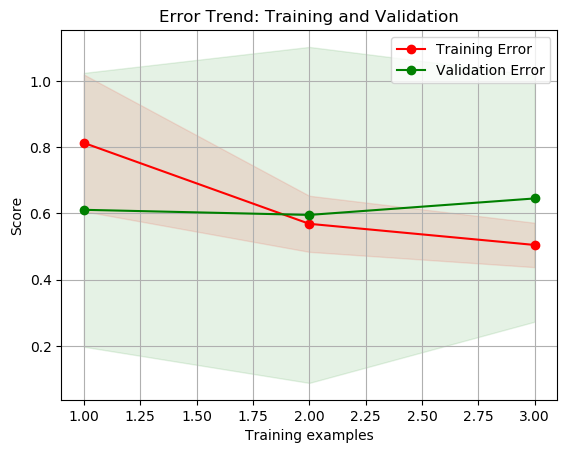 Error Trend: Training and Validation
Training Error
Validation Error
Score
1.0
0.8
0.6
0.4
0.2
1.00
1.25
1.50
1.75
2.00
2.25
2.50
2.75
3.00
Training examples